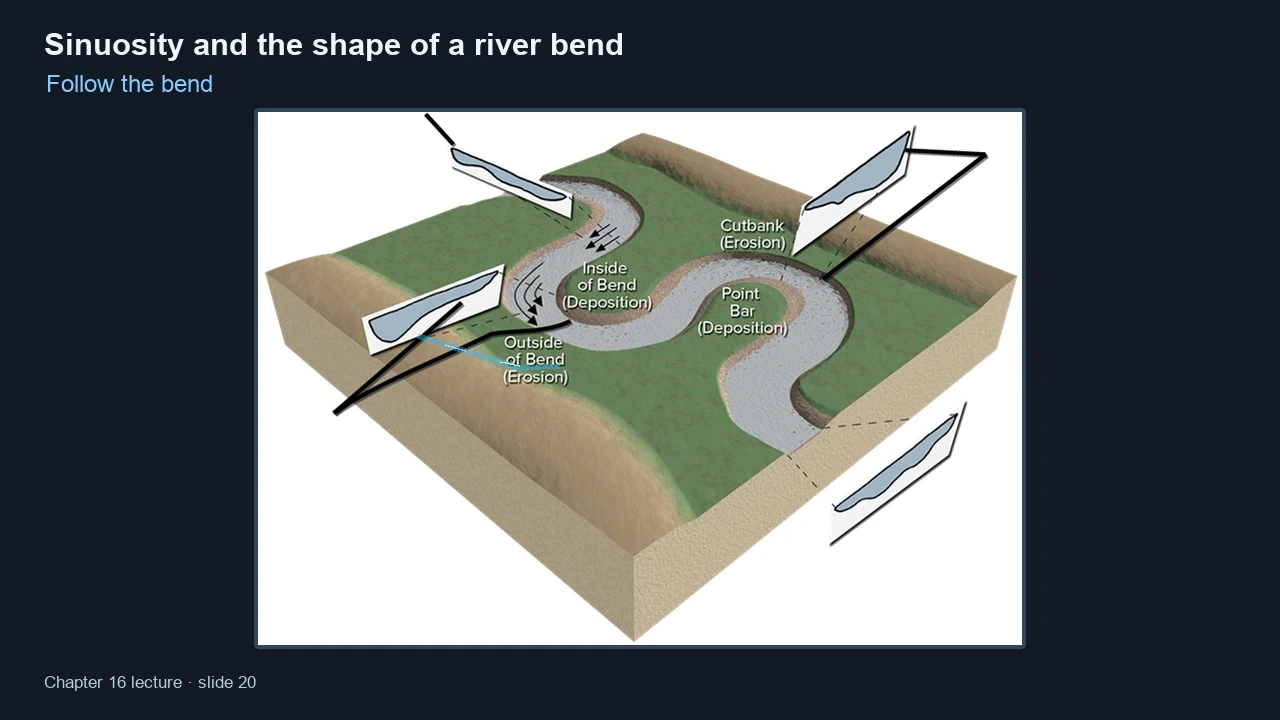 Sinuosity and the shape of a river bend
Follow the bend
Cutbank
(Erosion)
Inside
of Bend
(Deposition)
Point
Bar
(Deposition)
Outside
of Bend
(Erosion)
Chapter 16 lecture · slide 20